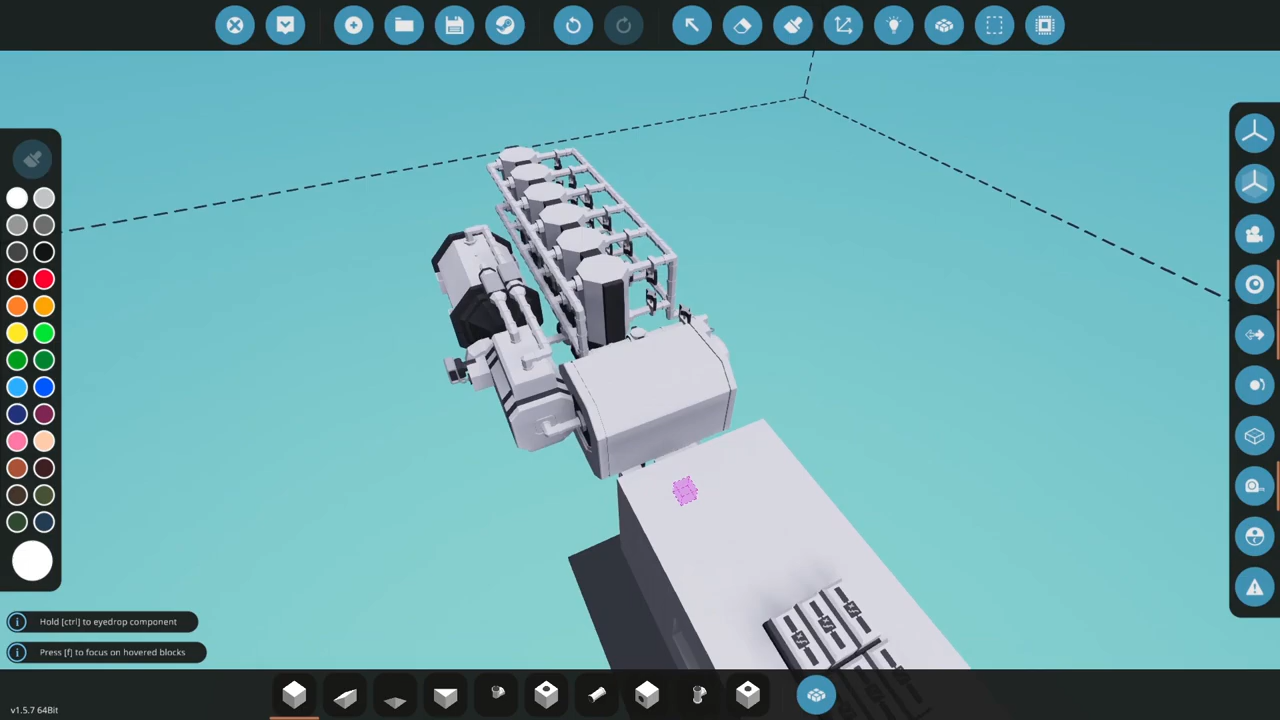 Hold [ctrl] to eyedrop component
Press [f] to focus on hovered blocks
v1.5.7 64Bit